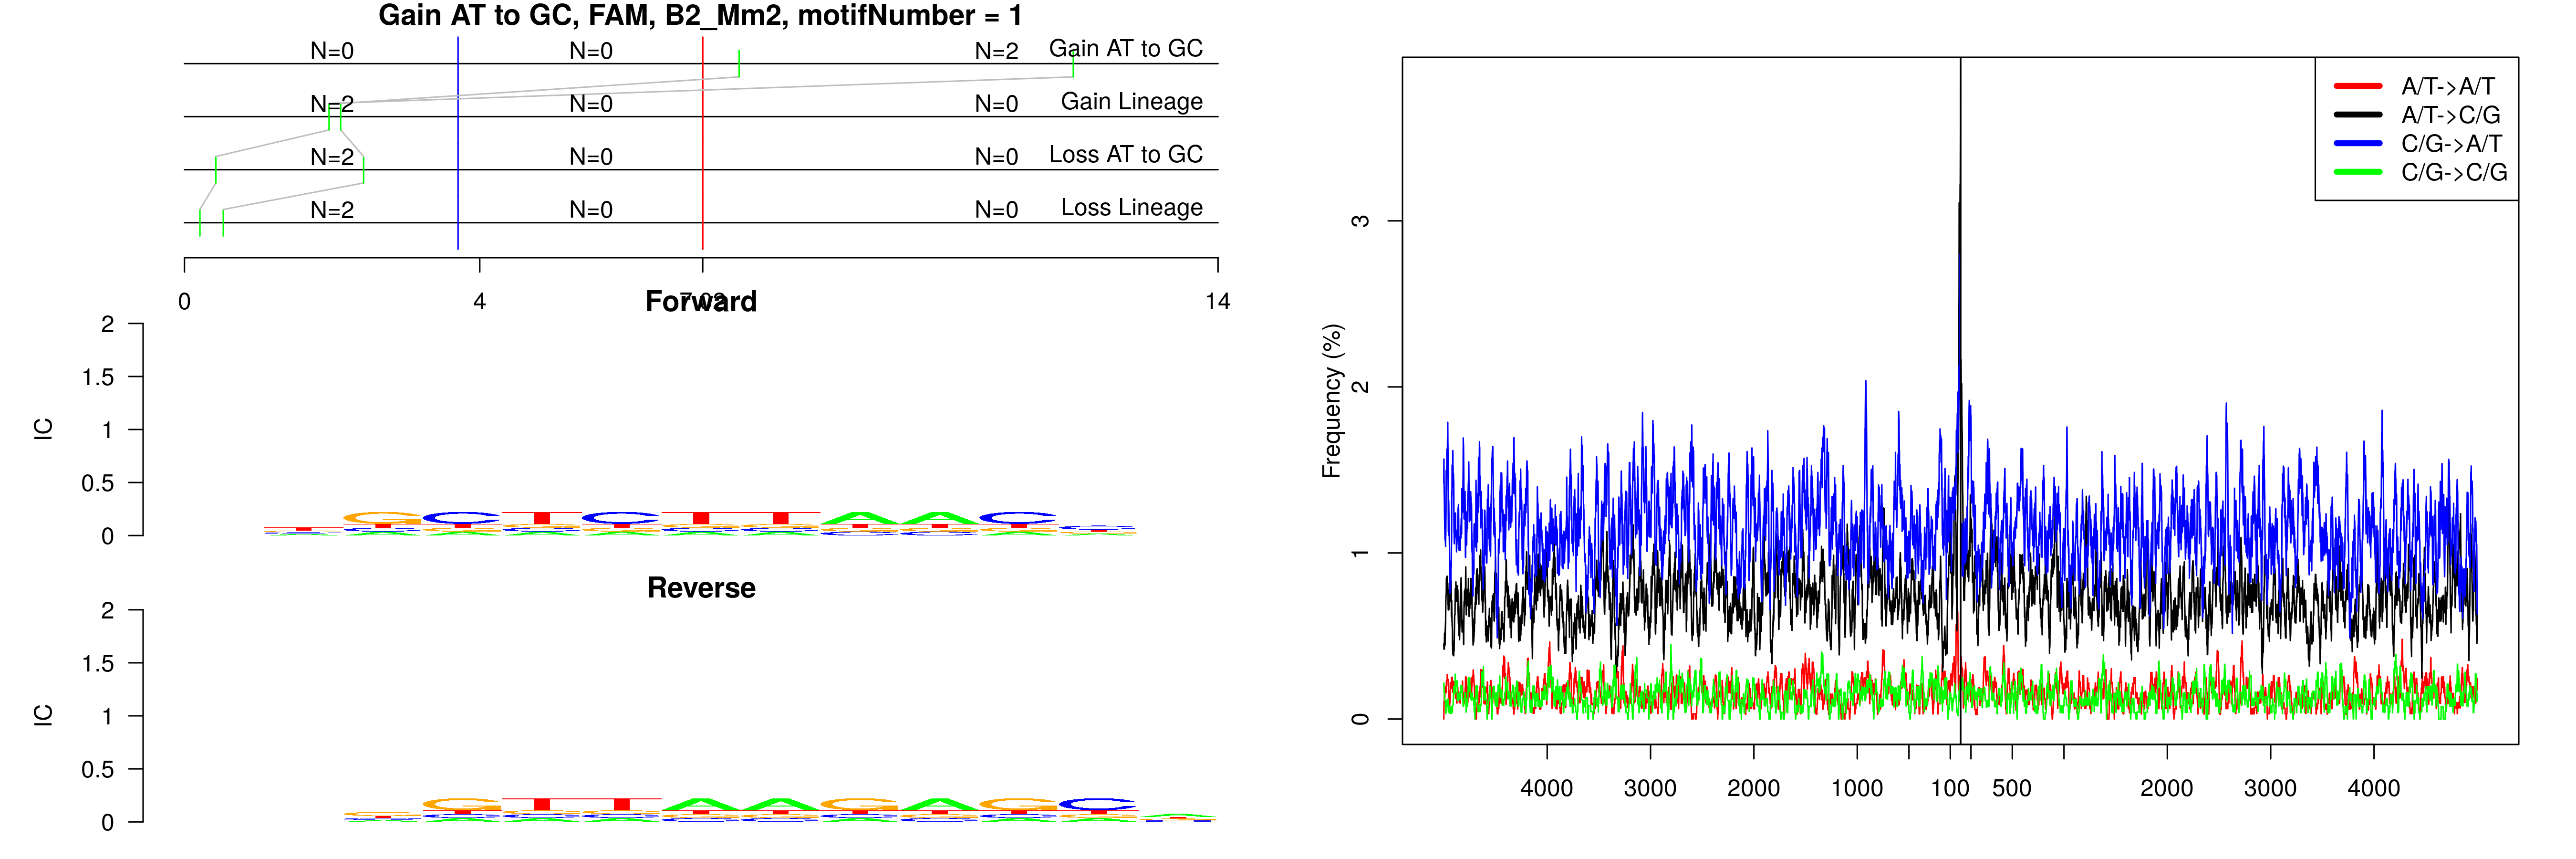 Gain AT to GC, FAM, B2_Mm2, motifNumber = 1
N=0 N=0 N=2 Gain AT to GC
N=2 N=0 N=0 Gain Lineage
N=2 N=0 N=0 Loss AT to GC
N=2 N=0 N=0 Loss Lineage
0 4 14
Forward
2
1.5
1
0.5
0
IC
GCTCTTAAC
Reverse
2
1.5
1
0.5
0
IC
GTTAAGAGC
A/T->A/T
A/T->C/G
C/G->A/T
C/G->C/G
Frequency (%)
3
2
1
0
4000 3000 2000 1000 100 500 2000 3000 4000